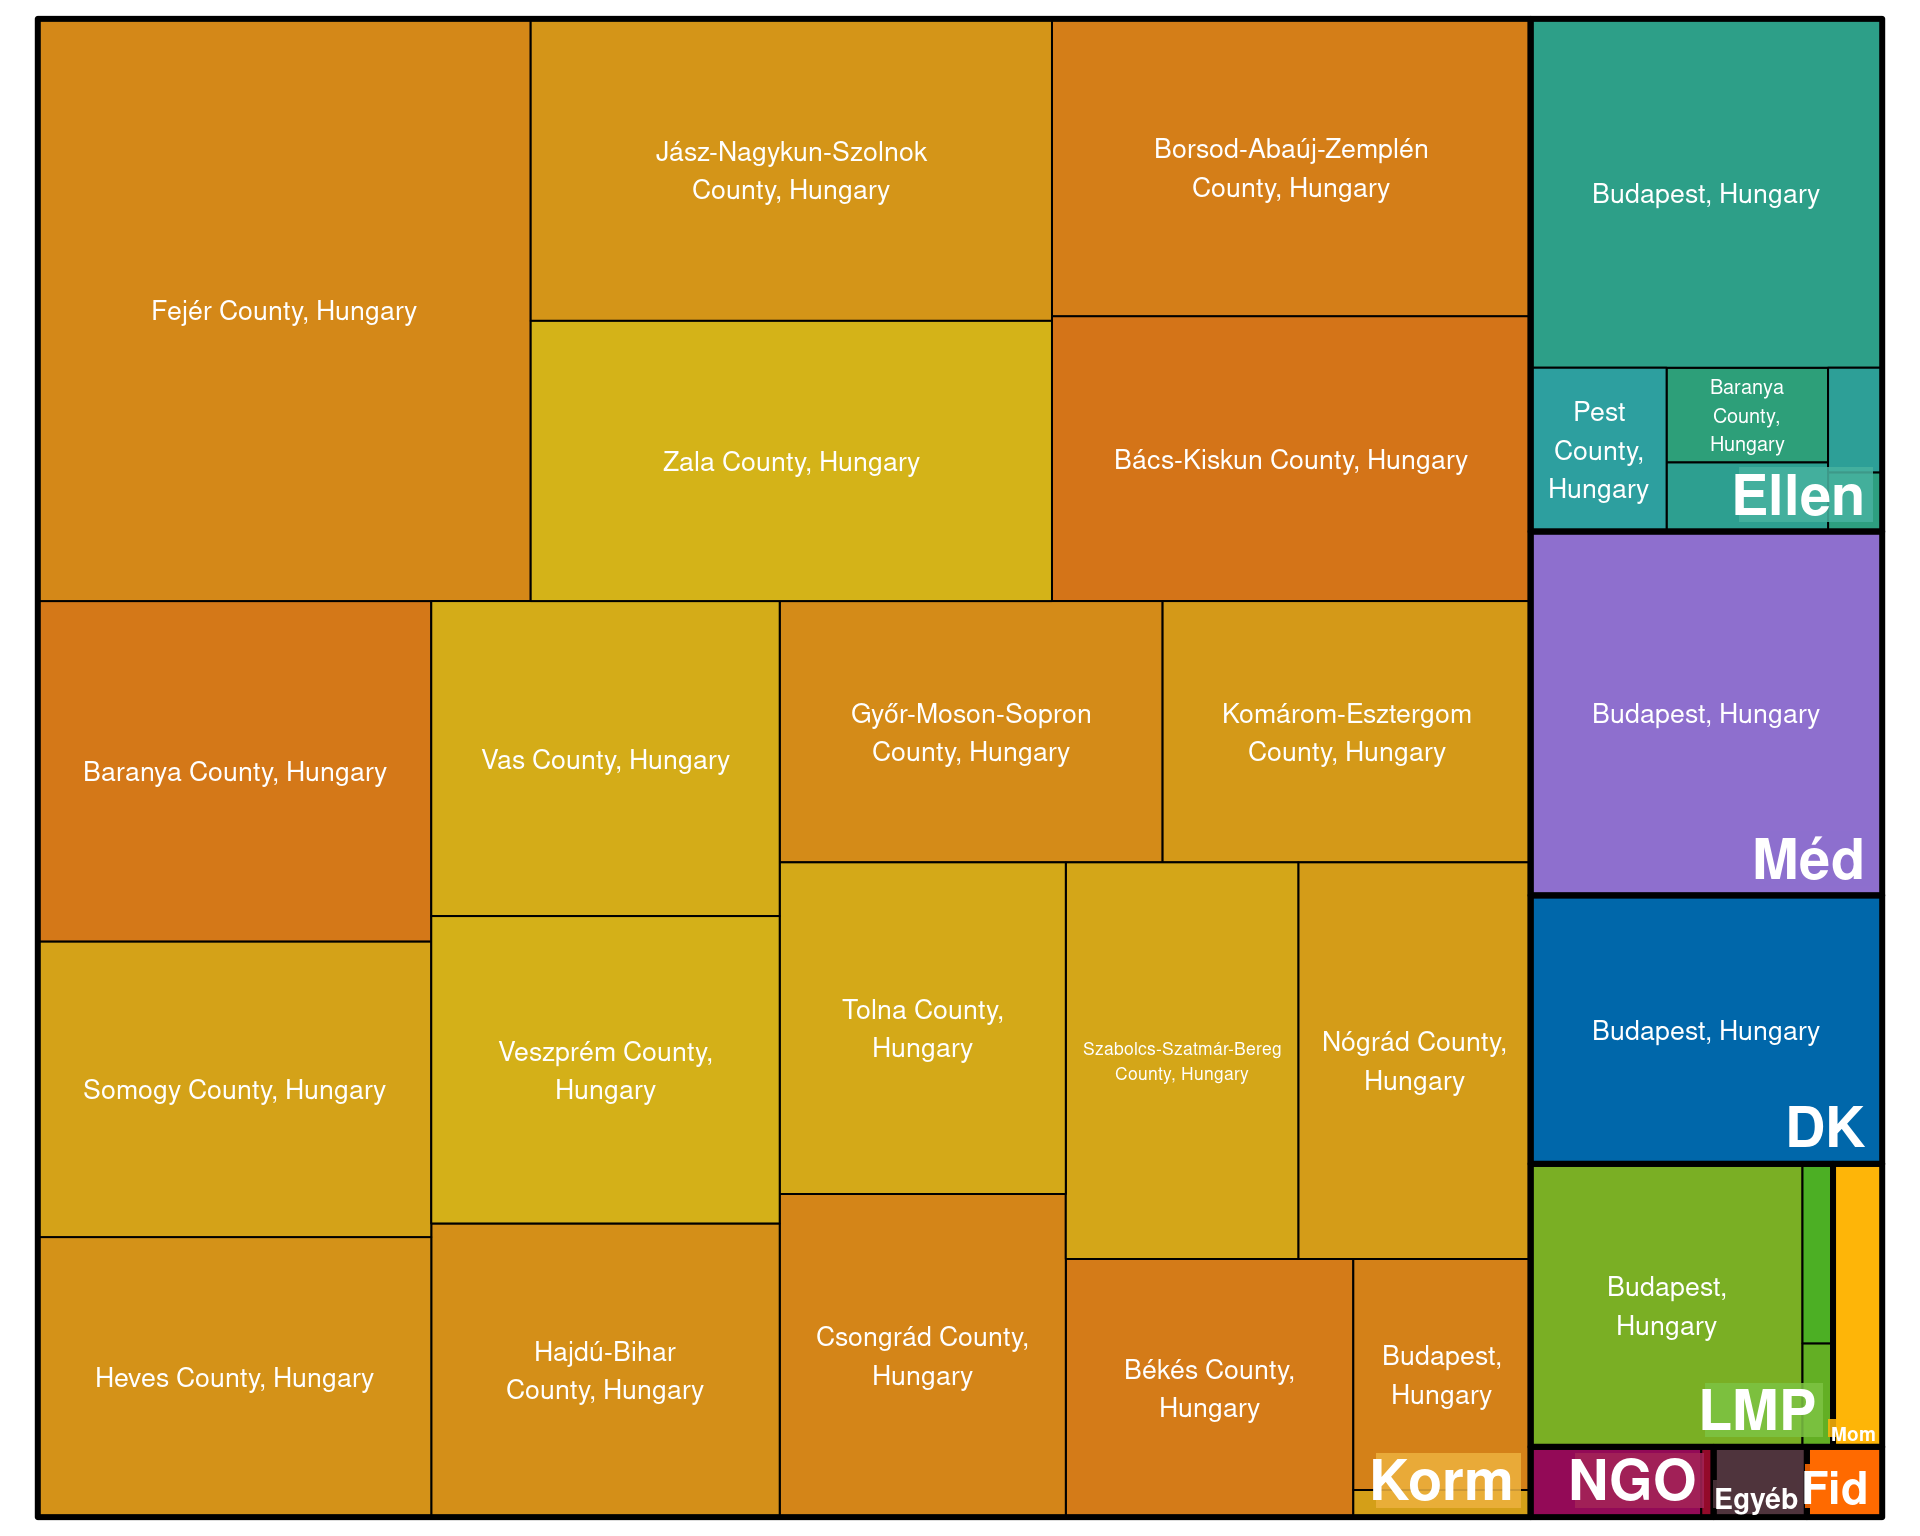 Fejér County, Hungary
Jász-Nagykun-Szolnok
County, Hungary
Zala County, Hungary
Borsod-Abaúj-Zemplén
County, Hungary
Bács-Kiskun County, Hungary
Baranya County, Hungary
Somogy County, Hungary
Heves County, Hungary
Vas County, Hungary
Veszprém County,
Hungary
Hajdú-Bihar
County, Hungary
Győr-Moson-Sopron
County, Hungary
Komárom-Esztergom
County, Hungary
Tolna County,
Hungary
Csongrád County,
Hungary
Szabolcs-Szatmár-Bereg
County, Hungary
Nógrád County,
Hungary
Békés County,
Hungary
Budapest,
Hungary
Korm
Budapest, Hungary
Pest
County,
Hungary
Baranya
County,
Hungary
Ellen
Budapest, Hungary
Méd
Budapest, Hungary
DK
Budapest,
Hungary
LMP
Mom
NGO
Egyéb
Fid